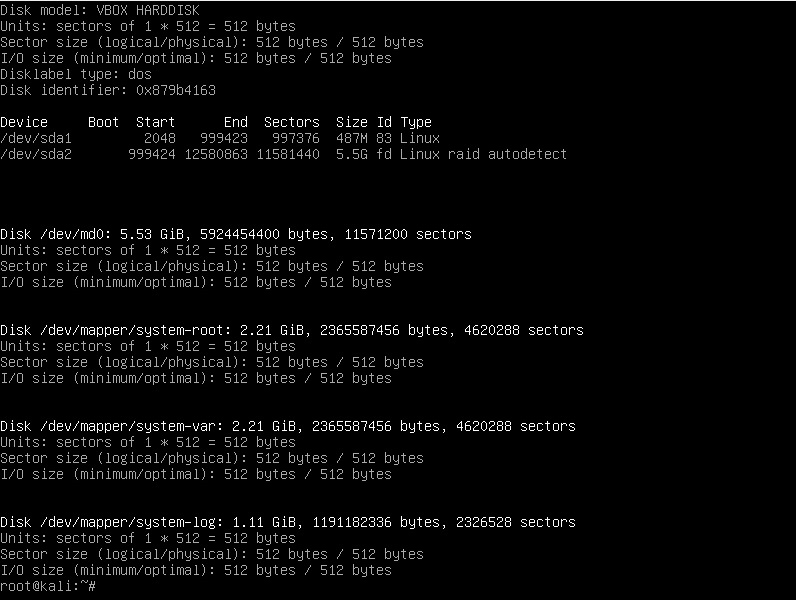 Disk model: VBOX HARDDISK
Units: sectors of 1 * 512 = 512 bytes
Sector size (logical/physical): 512 bytes / 512 bytes
I/O size (minimum/optimal): 512 bytes / 512 bytes
Disklabel type: dos
Disk identifier: 0x879b4163
Device     Boot  Start      End  Sectors  Size Id Type
/dev/sda1         2048   999423   997376  487M 83 Linux
/dev/sda2       999424 12580863 11581440  5.5G fd Linux raid autodetect
Disk /dev/md0: 5.53 GiB, 5924454400 bytes, 11571200 sectors
Units: sectors of 1 * 512 = 512 bytes
Sector size (logical/physical): 512 bytes / 512 bytes
I/O size (minimum/optimal): 512 bytes / 512 bytes
Disk /dev/mapper/system-root: 2.21 GiB, 2365587456 bytes, 4620288 sectors
Units: sectors of 1 * 512 = 512 bytes
Sector size (logical/physical): 512 bytes / 512 bytes
I/O size (minimum/optimal): 512 bytes / 512 bytes
Disk /dev/mapper/system-var: 2.21 GiB, 2365587456 bytes, 4620288 sectors
Units: sectors of 1 * 512 = 512 bytes
Sector size (logical/physical): 512 bytes / 512 bytes
I/O size (minimum/optimal): 512 bytes / 512 bytes
Disk /dev/mapper/system-log: 1.11 GiB, 1191182336 bytes, 2326528 sectors
Units: sectors of 1 * 512 = 512 bytes
Sector size (logical/physical): 512 bytes / 512 bytes
I/O size (minimum/optimal): 512 bytes / 512 bytes
root@kali:~#